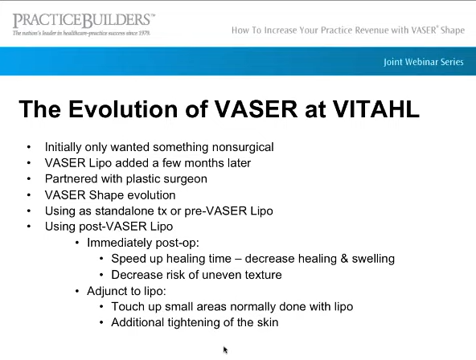 PRACTICEBUILDERS™
The nation's leader in healthcare-practice success since 1979
How To Increase Your Practice Revenue with VASER® Shape
Joint Webinar Series
The Evolution of VASER at VITAHL
• Initially only wanted something nonsurgical
• VASER Lipo added a few months later
• Partnered with plastic surgeon
• VASER Shape evolution
• Using as standalone tx or pre-VASER Lipo
• Using post-VASER Lipo
• Immediately post-op:
• Speed up healing time – decrease healing & swelling
• Decrease risk of uneven texture
• Adjunct to lipo:
• Touch up small areas normally done with lipo
• Additional tightening of the skin